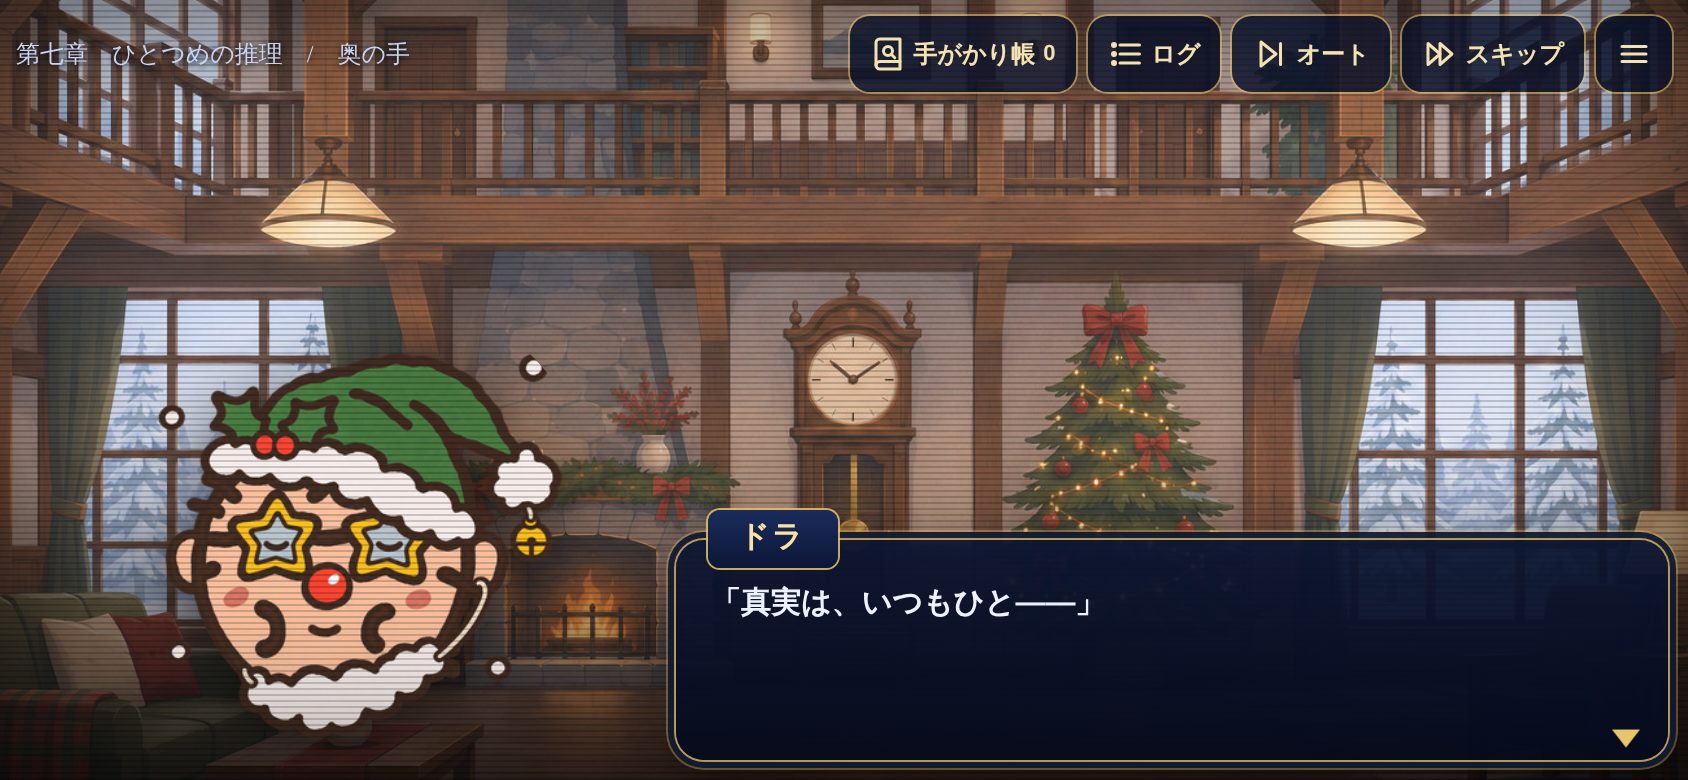 第七章　ひとつめの推理　/　奥の手
手がかり帳 0
ログ
オート
スキップ
ドラ
「真実は、いつもひと――」